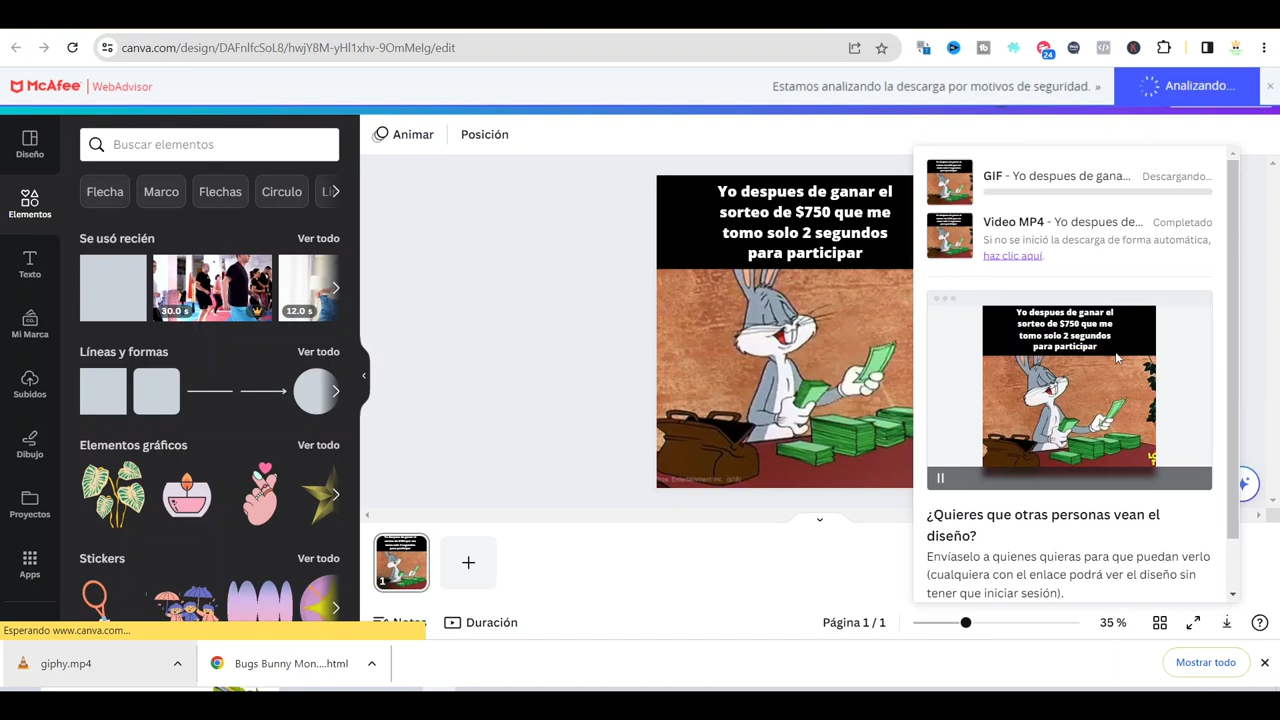 canva.com/design/DAFnlfcSoL8/hwjY8M-yHl1xhv-9OmMeIg/edit
24
McAfee | WebAdvisor
Estamos analizando la descarga por motivos de seguridad. »
Analizando...
Diseño
Elementos
Texto
Mi Marca
Subidos
Dibujo
Proyectos
Apps
Buscar elementos
Flecha
Marco
Flechas
Circulo
Se usó recién
Ver todo
30.0 s
12.0 s
Líneas y formas
Ver todo
Elementos gráficos
Ver todo
Stickers
Ver todo
Animar
Posición
Yo despues de ganar el
sorteo de $750 que me
tomo solo 2 segundos
para participar
GIF - Yo despues de gana...
Descargando...
Video MP4 - Yo despues de...
Completado
Si no se inició la descarga de forma automática,
haz clic aquí.
Yo despues de ganar el
sorteo de $750 que me
tomo solo 2 segundos
para participar
¿Quieres que otras personas vean el
diseño?
Envíaselo a quienes quieras para que puedan verlo
(cualquiera con el enlace podrá ver el diseño sin
tener que iniciar sesión).
1
Notas
Duración
Página 1 / 1
35 %
Esperando www.canva.com...
giphy.mp4
Bugs Bunny Mon....html
Mostrar todo